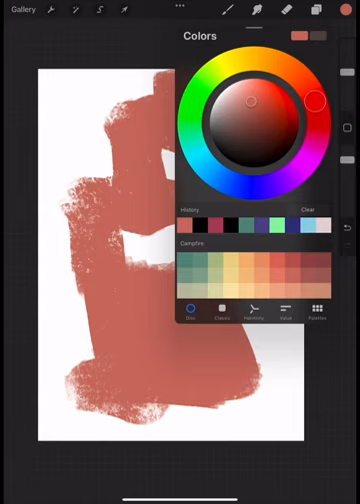 Gallery
Colors
History Clear
Campfire
Disc Classic Harmony Value Palettes